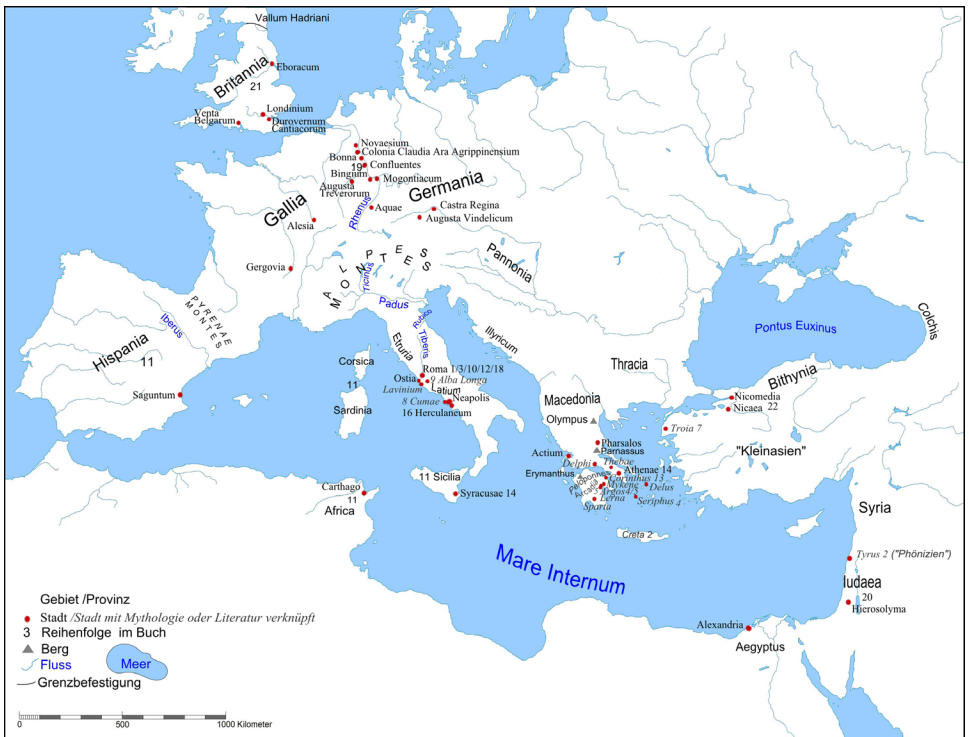 Vallum Hadriani
Britannia
21
Eboracum
Venta
Belgarum
Londinium
Durovernum
Cantiacorum
Novaesium
Colonia Claudia Ara Agrippinensium
Bonna
19
Confluentes
Bingium
Mogontiacum
Augusta
Treverorum
Germania
Gallia
Rhenus
Aquae
Castra Regina
Augusta Vindelicum
Alesia
Gergovia
ALPES
MONTES
Ticinus
Padus
Pannonia
PYRENAE
MONTES
Iberus
Hispania
11
Saguntum
Rubico
Tiberis
Etruria
Illyricum
Corsica
11
Sardinia
Roma 1/3/10/12/18
Ostia
9 Alba Longa
Lavinium
Latium
8 Cumae
Neapolis
16 Herculaneum
11 Sicilia
Syracusae 14
Carthago
11
Africa
Pontus Euxinus
Colchis
Thracia
Bithynia
Nicomedia
Nicaea 22
Macedonia
Olympus
Troia 7
"Kleinasien"
Pharsalos
Parnassus
Actium
Delphi
Thebae
Athenae 14
Erymanthus
Peloponnes
Corinthus 13
Arcadia
Mykene
Delus
5
Argos4/5
Lerna
Seriphus 4
Sparta
Creta 2
Syria
Tyrus 2 ("Phönizien")
Iudaea
20
Hierosolyma
Alexandria
Aegyptus
Mare Internum
Gebiet /Provinz
Stadt /Stadt mit Mythologie oder Literatur verknüpft
3 Reihenfolge im Buch
Berg
Fluss
Meer
Grenzbefestigung
0 500 1000 Kilometer